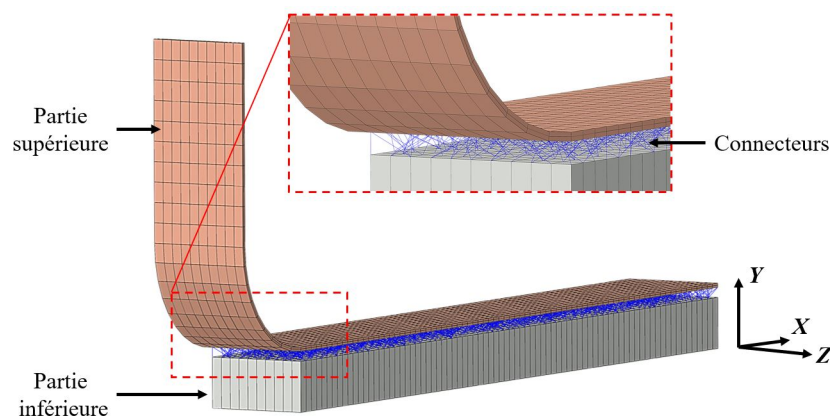 Partie
supérieure
Connecteurs
Partie
inférieure
Y
X
Z